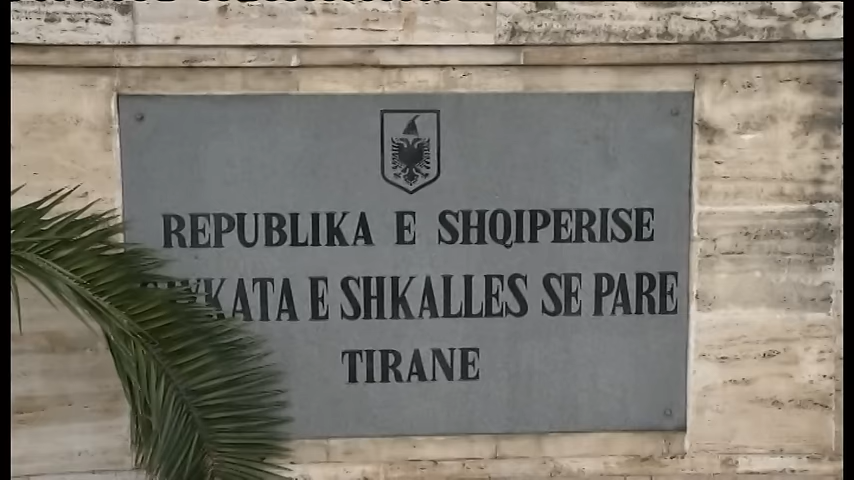 REPUBLIKA E SHQIPERISE
E SHKALLES SE PARE
TIRANE